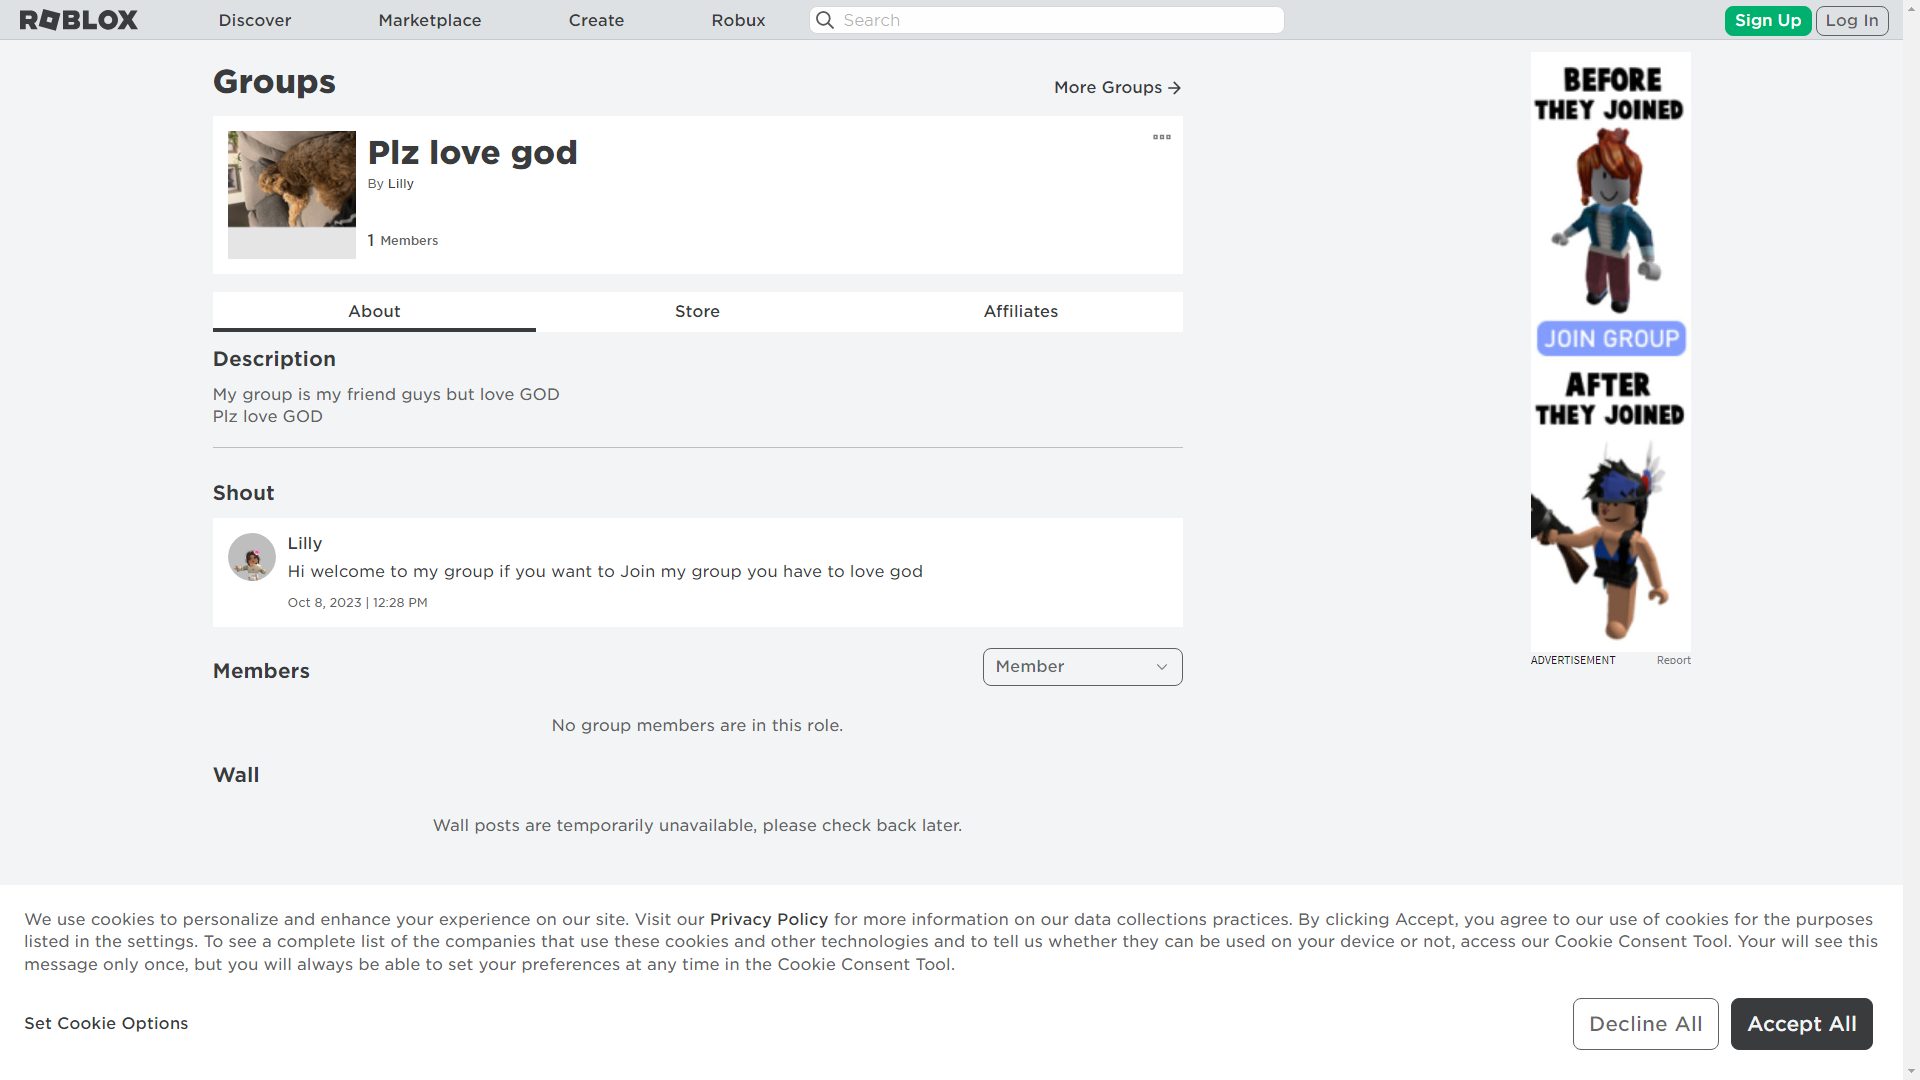 ROBLOX
Discover
Marketplace
Create
Robux
Search
Sign Up
Log In
Groups
More Groups
Plz love god
By Lilly
1 Members
About
Store
Affiliates
Description
My group is my friend guys but love GOD
Plz love GOD
Shout
Lilly
Hi welcome to my group if you want to Join my group you have to love god
Oct 8, 2023 | 12:28 PM
Members
Member
No group members are in this role.
Wall
Wall posts are temporarily unavailable, please check back later.
BEFORE
THEY JOINED
JOIN GROUP
AFTER
THEY JOINED
ADVERTISEMENT
Report
We use cookies to personalize and enhance your experience on our site. Visit our Privacy Policy for more information on our data collections practices. By clicking Accept, you agree to our use of cookies for the purposes
listed in the settings. To see a complete list of the companies that use these cookies and other technologies and to tell us whether they can be used on your device or not, access our Cookie Consent Tool. Your will see this
message only once, but you will always be able to set your preferences at any time in the Cookie Consent Tool.
Set Cookie Options
Decline All
Accept All